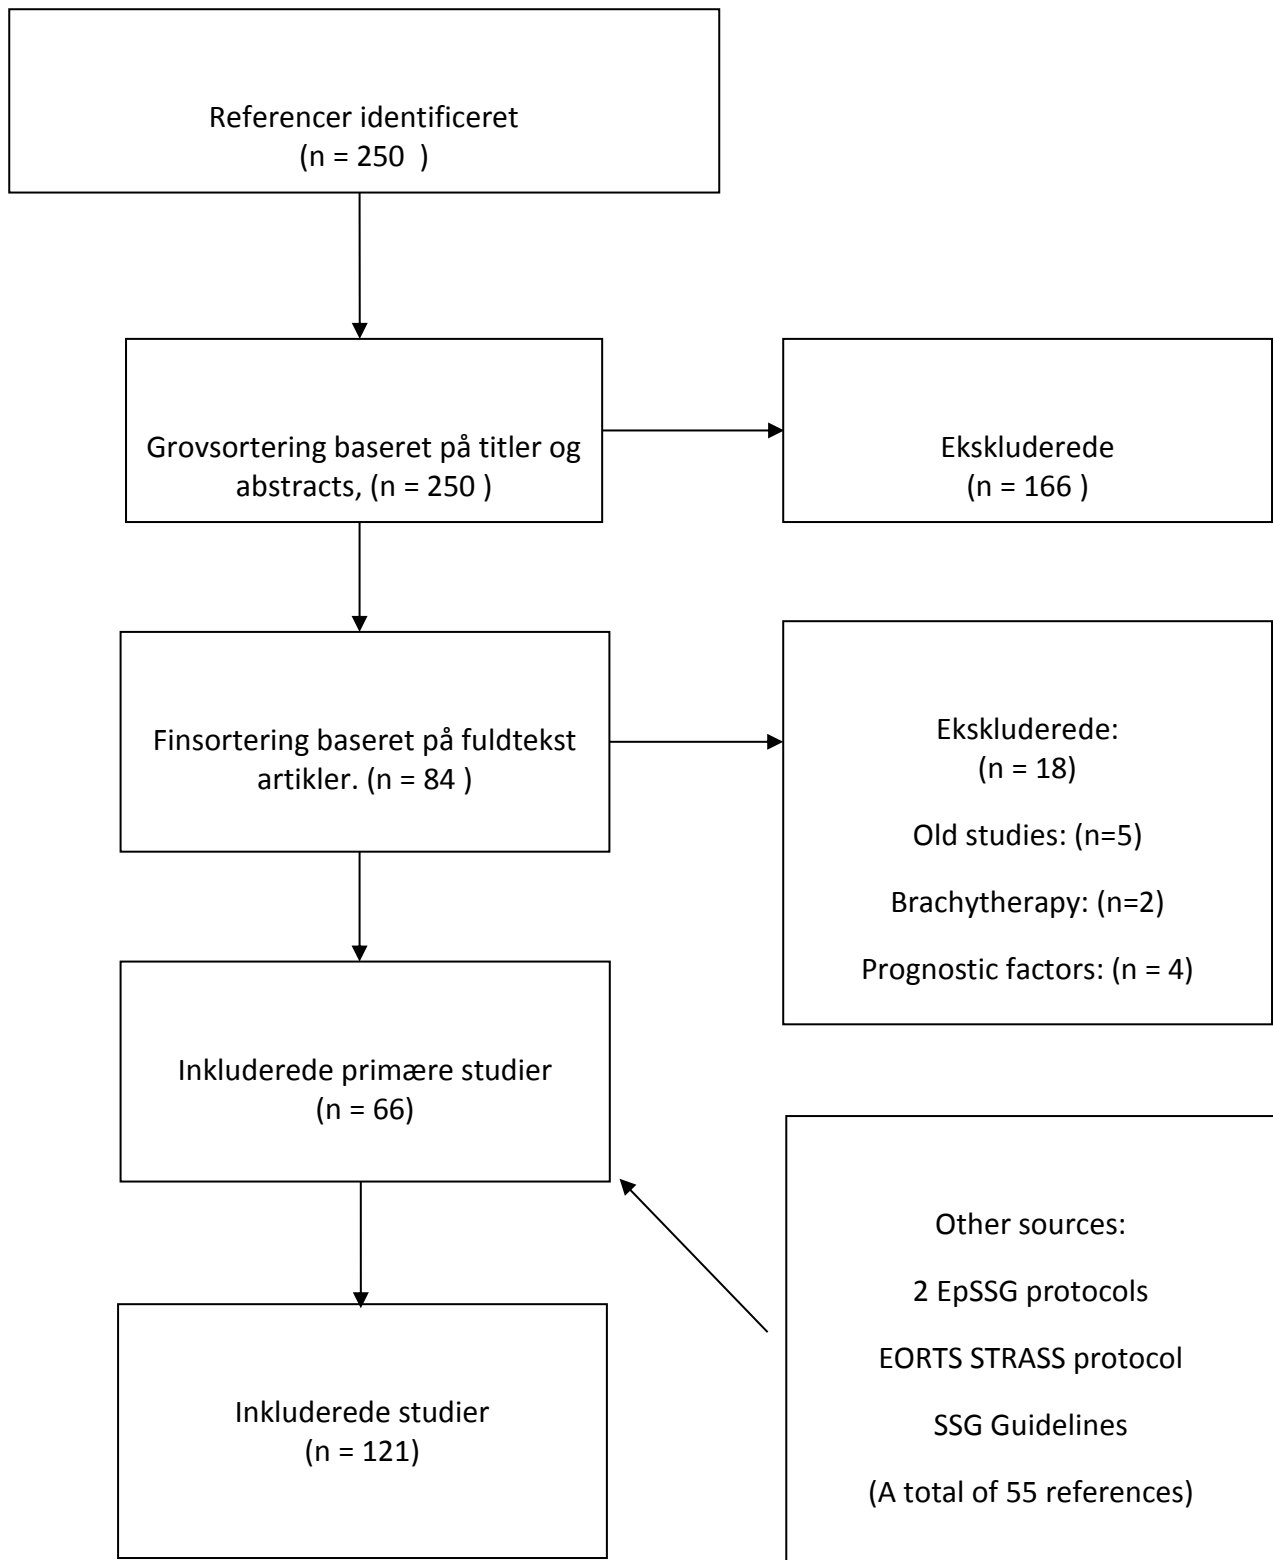 Referencer identificeret
(n = 250  )
Grovsortering baseret på titler og
abstracts, (n = 250 )
Ekskluderede
(n = 166 )
Finsortering baseret på fuldtekst
artikler. (n = 84 )
Ekskluderede:
(n = 18)
Old studies: (n=5)
Brachytherapy: (n=2)
Prognostic factors: (n = 4)
Inkluderede primære studier
(n = 66)
Other sources:
2 EpSSG protocols
EORTS STRASS protocol
SSG Guidelines
(A total of 55 references)
Inkluderede studier
(n = 121)